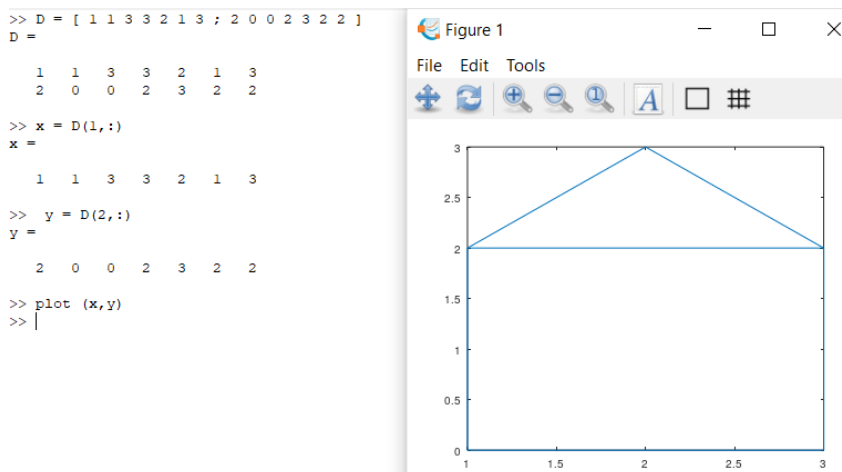 >> D = [ 1 1 3 3 2 1 3 ; 2 0 0 2 3 2 2 ]
D =
1 1 3 3 2 1 3
2 0 0 2 3 2 2
>> x = D(1,:)
x =
1 1 3 3 2 1 3
>> y = D(2,:)
y =
2 0 0 2 3 2 2
>> plot (x,y)
>>
Figure 1
File Edit Tools
1 A
3
2.5
2
1.5
1
0.5
0
1 1.5 2 2.5 3